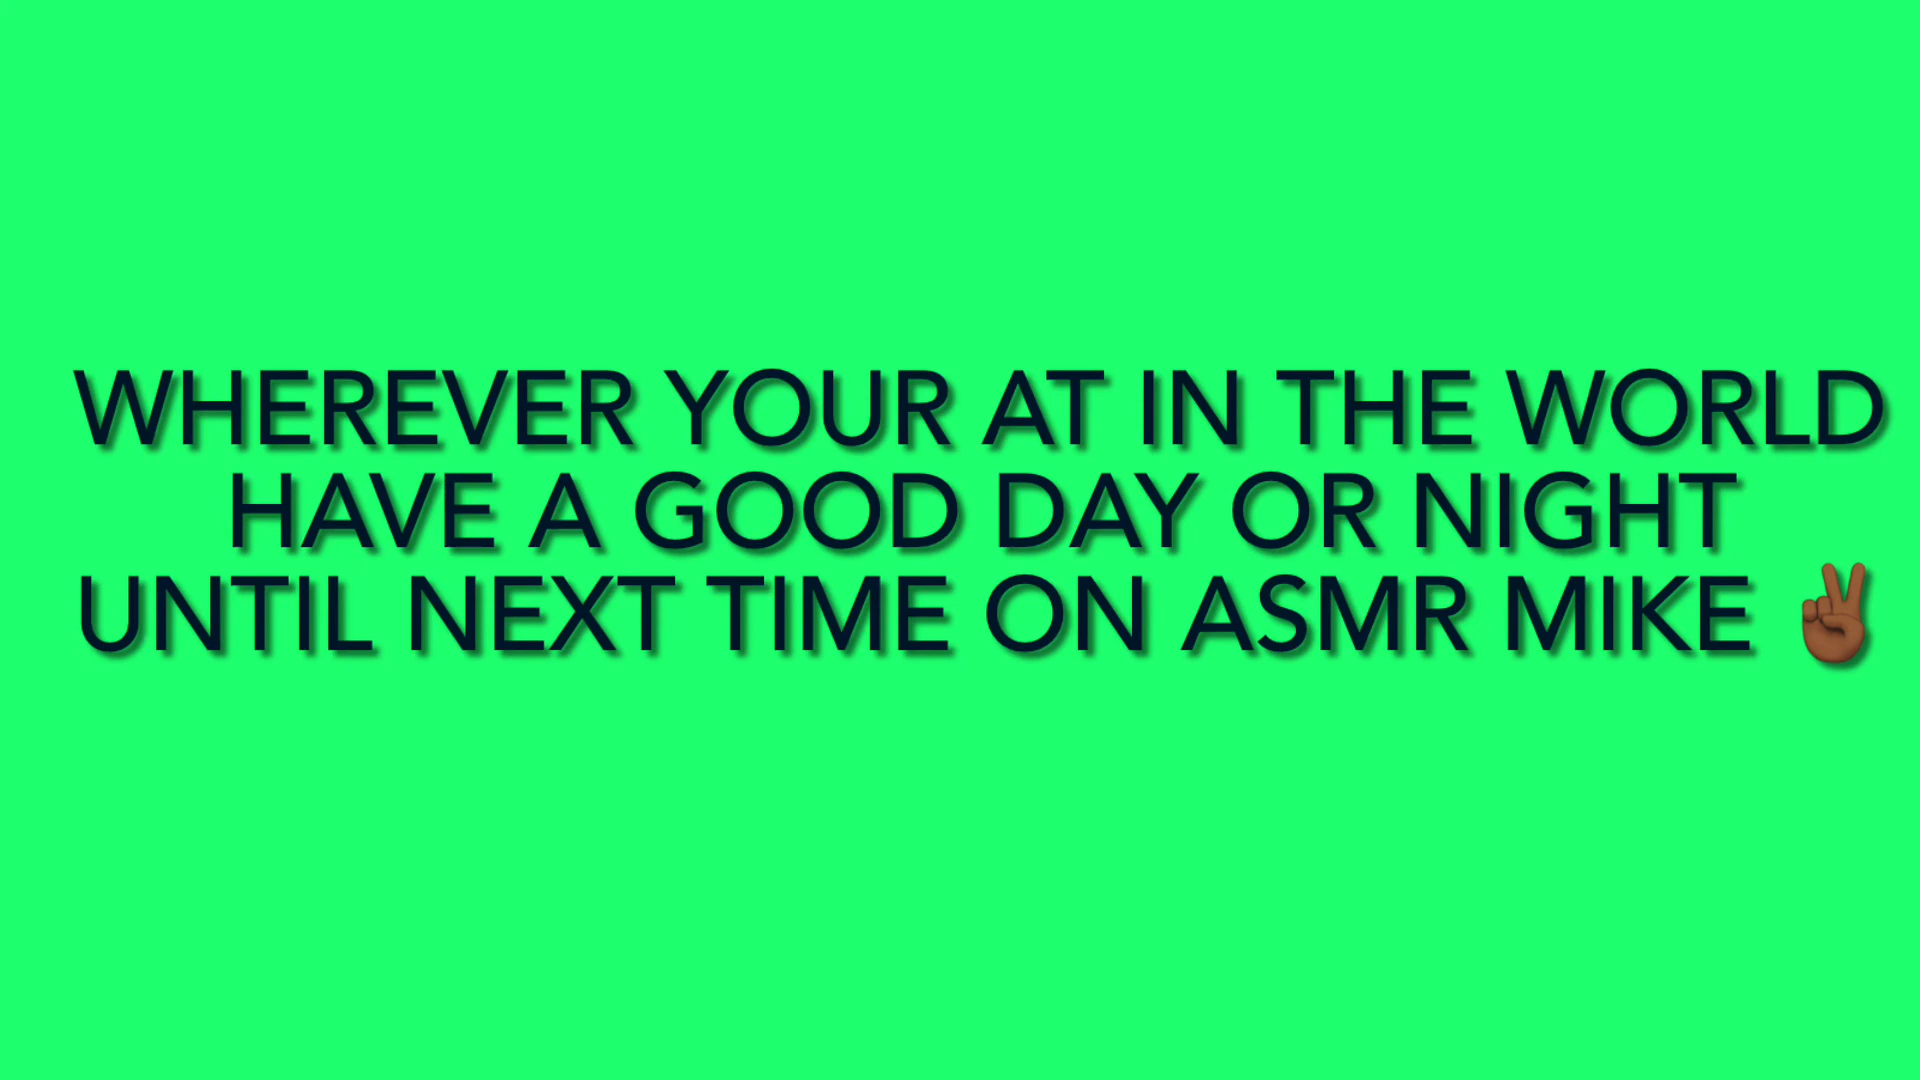 WHEREVER YOUR AT IN THE WORLD
HAVE A GOOD DAY OR NIGHT
UNTIL NEXT TIME ON ASMR MIKE ✌🏾